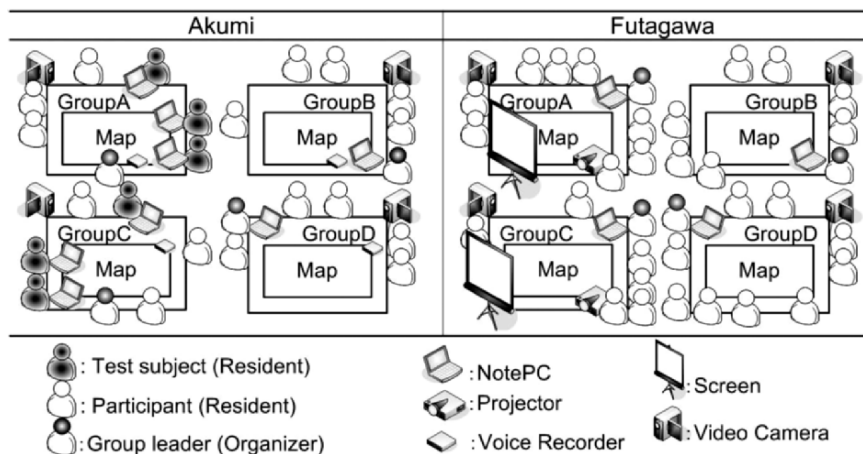 Akumi
Futagawa
GroupA
Map
GroupB
Map
GroupC
Map
GroupD
Map
GroupA
Map
GroupB
Map
GroupC
Map
GroupD
Map
: Test subject (Resident)
: Participant (Resident)
: Group leader (Organizer)
:NotePC
:Projector
: Voice Recorder
:Screen
:Video Camera